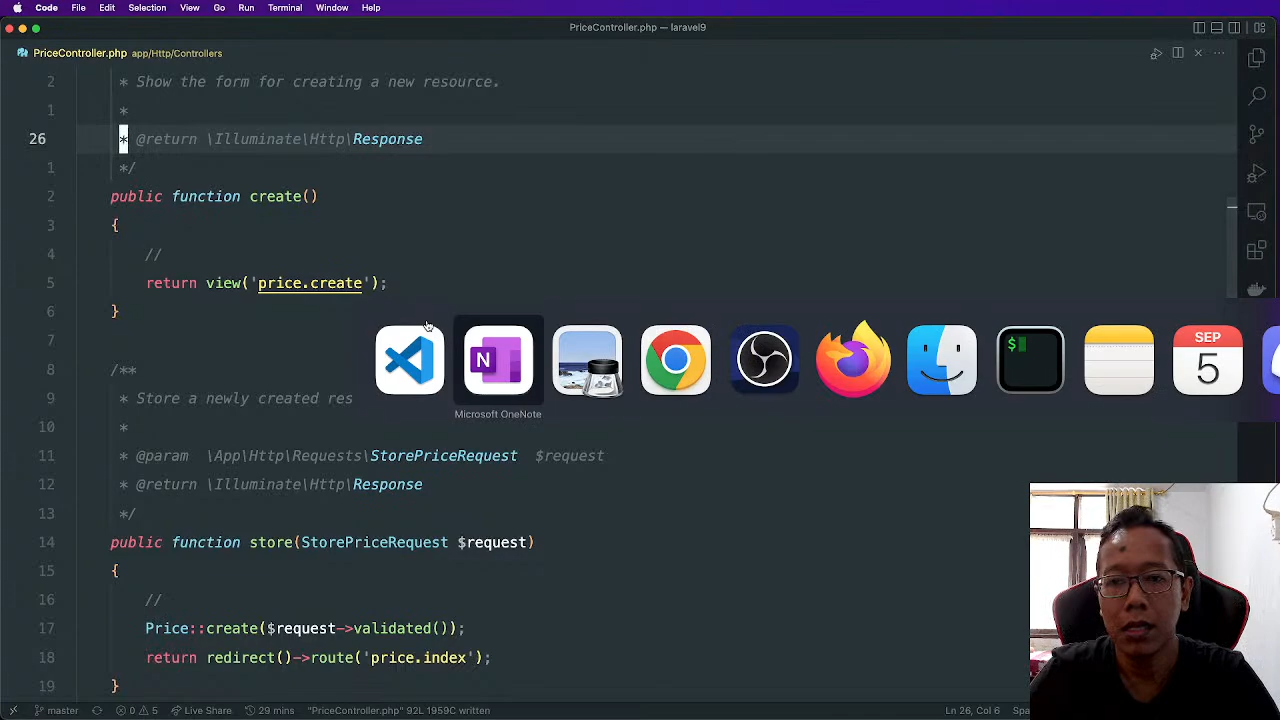 Code File Edit Selection View Go Run Terminal Window Help
PriceController.php — laravel9
PriceController.php app/Http/Controllers
2 * Show the form for creating a new resource.
1 *
26 * @return \Illuminate\Http\Response
1 */
2 public function create()
3 {
4 //
5 return view('price.create');
6 }
7
8 /**
9 * Store a newly created res
10 *
11 * @param \App\Http\Requests\StorePriceRequest $request
12 * @return \Illuminate\Http\Response
13 */
14 public function store(StorePriceRequest $request)
15 {
16 //
17 Price::create($request->validated());
18 return redirect()->route('price.index');
19 }
N
$
SEP
5
Microsoft OneNote
master 0 5 Live Share 29 mins "PriceController.php" 92L 1959C written Ln 26, Col 6 Spa